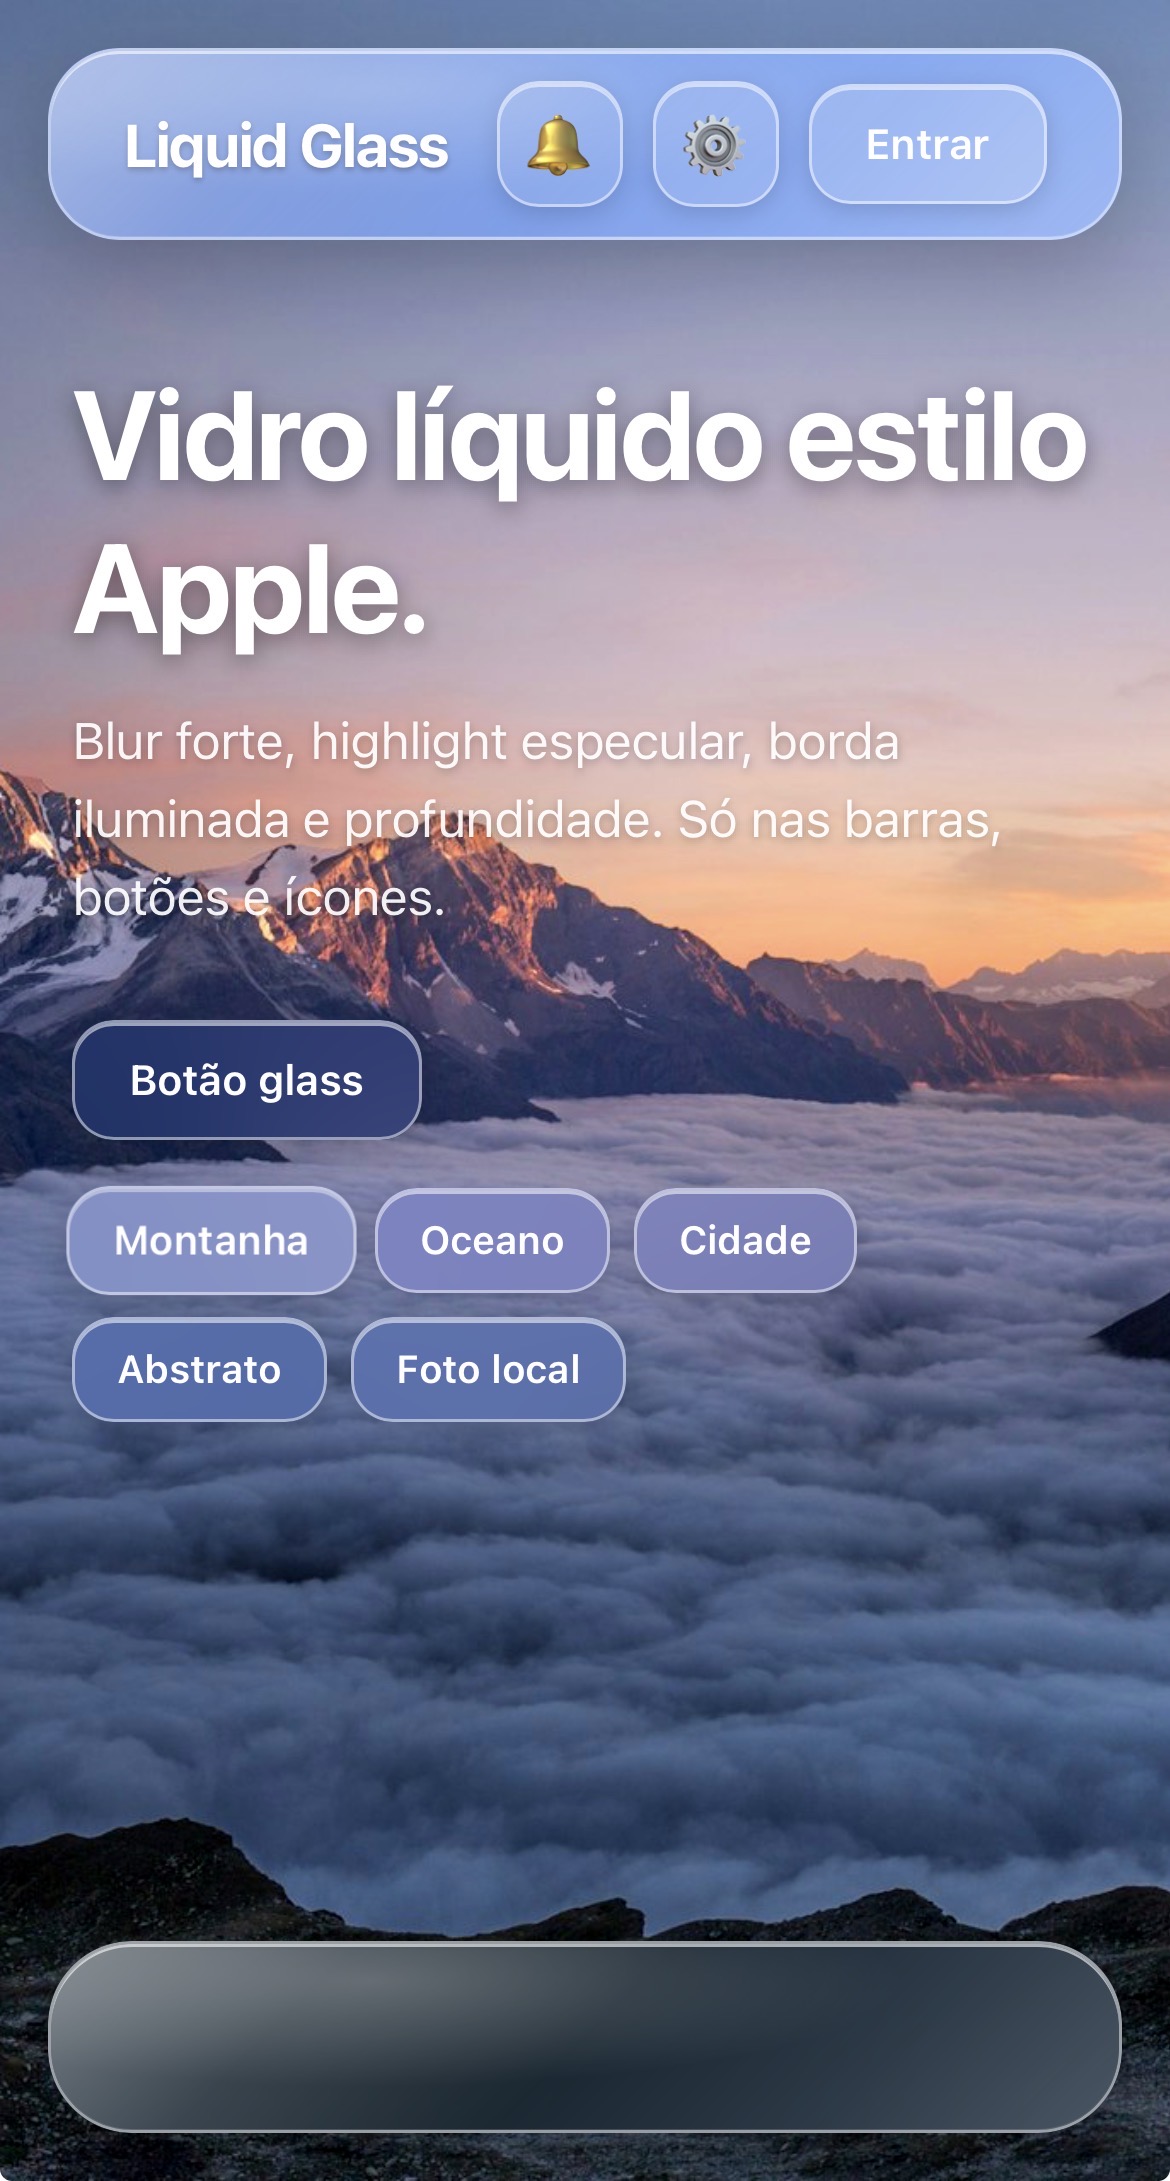 Liquid Glass
Entrar
Vidro líquido estilo
Apple.
Blur forte, highlight especular, borda
iluminada e profundidade. Só nas barras,
botões e ícones.
Botão glass
Montanha
Oceano
Cidade
Abstrato
Foto local